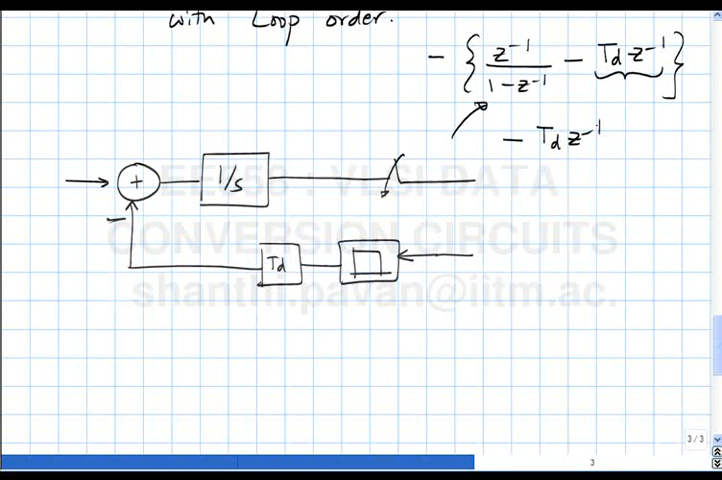 with Loop order.
- { z⁻¹ / 1 - z⁻¹ - Td z⁻¹ }
- Td z⁻¹
+ 1/s
-
Td
EE658 : VLSI DATA
CONVERSION CIRCUITS
shanthi.pavan@iitm.ac.
3/3
3